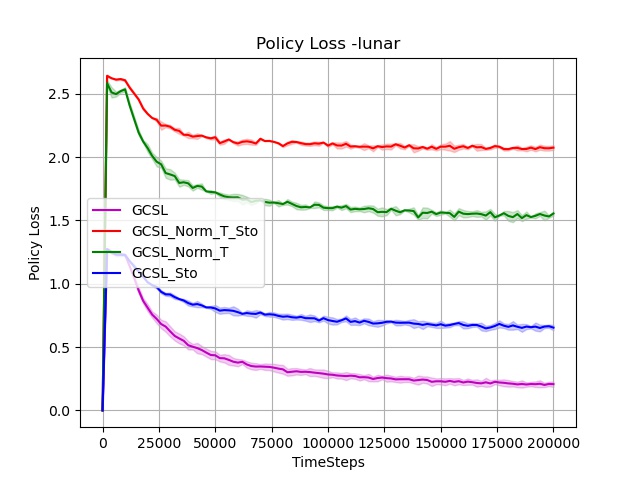 Policy Loss -lunar
Policy Loss
2.5
2.0
1.5
1.0
0.5
0.0
GCSL
GCSL_Norm_T_Sto
GCSL_Norm_T
GCSL_Sto
0 25000 50000 75000 100000 125000 150000 175000 200000
TimeSteps